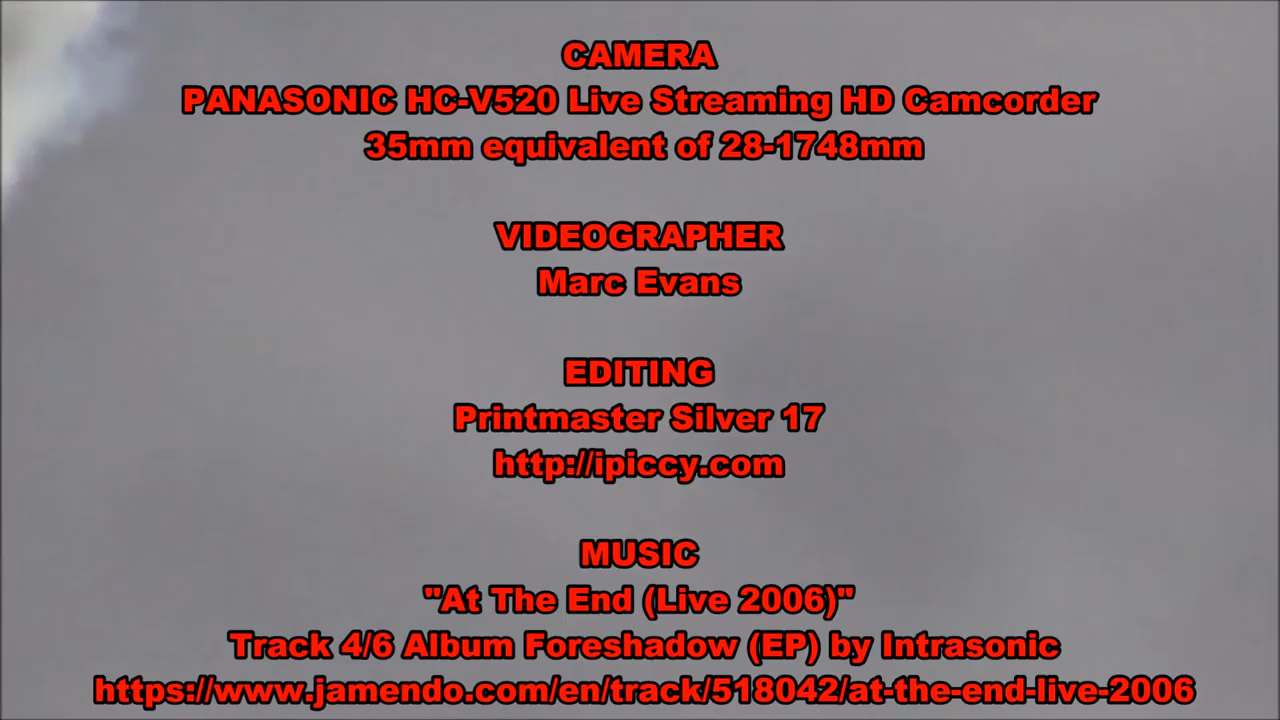 CAMERA
PANASONIC HC-V520 Live Streaming HD Camcorder
35mm equivalent of 28-1748mm
VIDEOGRAPHER
Marc Evans
EDITING
Printmaster Silver 17
http://ipiccy.com
MUSIC
"At The End (Live 2006)"
Track 4/6 Album Foreshadow (EP) by Intrasonic
https://www.jamendo.com/en/track/518042/at-the-end-live-2006